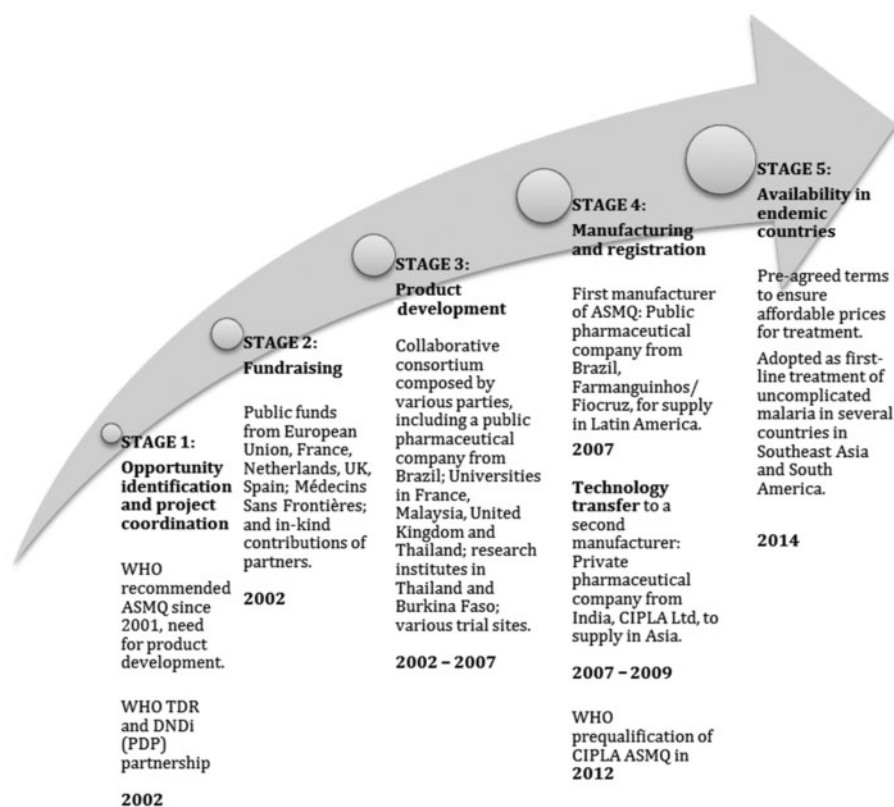 STAGE 1:
Opportunity
identification
and project
coordination
WHO
recommended
ASMQ since
2001, need
for product
development.
WHO TDR
and DNDi
(PDP)
partnership
2002
STAGE 2:
Fundraising
Public funds
from European
Union, France,
Netherlands, UK,
Spain; Médecins
Sans Frontières;
and in-kind
contributions of
partners.
2002
STAGE 3:
Product
development
Collaborative
consortium
composed by
various parties,
including a public
pharmaceutical
company from
Brazil; Universities
in France,
Malaysia, United
Kingdom and
Thailand; research
institutes in
Thailand and
Burkina Faso;
various trial sites.
2002 – 2007
STAGE 4:
Manufacturing
and registration
First manufacturer
of ASMQ: Public
pharmaceutical
company from
Brazil,
Farmanguinhos/
Fiocruz, for supply
in Latin America.
2007
Technology
transfer to a
second
manufacturer:
Private
pharmaceutical
company from
India, CIPLA Ltd, to
supply in Asia.
2007 – 2009
WHO
prequalification of
CIPLA ASMQ in
2012
STAGE 5:
Availability in
endemic
countries
Pre-agreed terms
to ensure
affordable prices
for treatment.
Adopted as first-
line treatment of
uncomplicated
malaria in several
countries in
Southeast Asia
and South
America.
2014